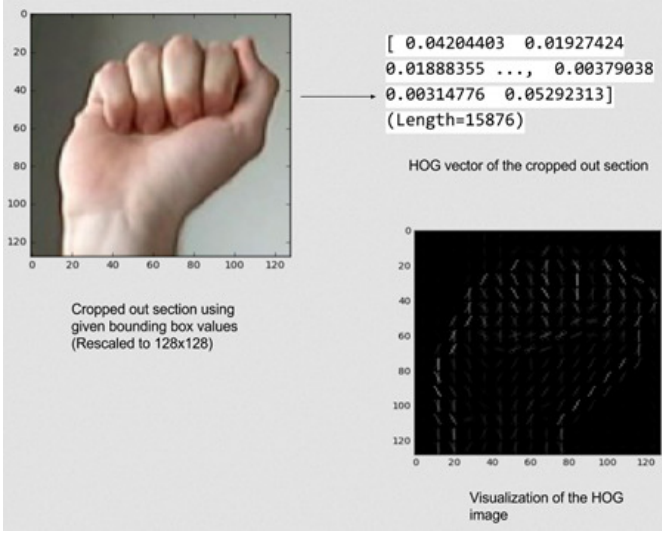 0
20
40
60
80
100
120
0 20 40 60 80 100 120
[ 0.04204403 0.01927424
0.01888355 ..., 0.00379038
0.00314776 0.05292313]
(Length=15876)
HOG vector of the cropped out section
Cropped out section using
given bounding box values
(Rescaled to 128x128)
0
20
40
60
80
100
120
0 20 40 60 80 100 120
Visualization of the HOG
image